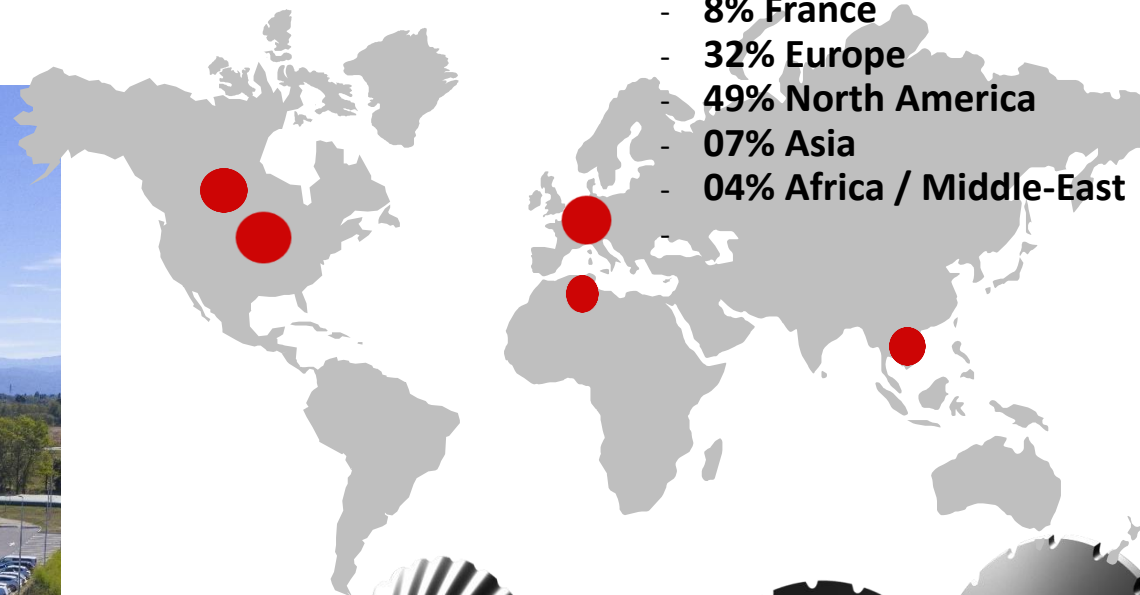 - 8% France
- 32% Europe
- 49% North America
- 07% Asia
- 04% Africa / Middle-East
-